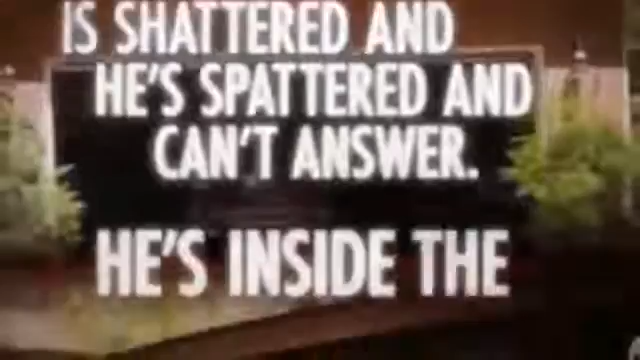 IS SHATTERED AND
HE'S SPATTERED AND
CAN'T ANSWER.
HE'S INSIDE THE